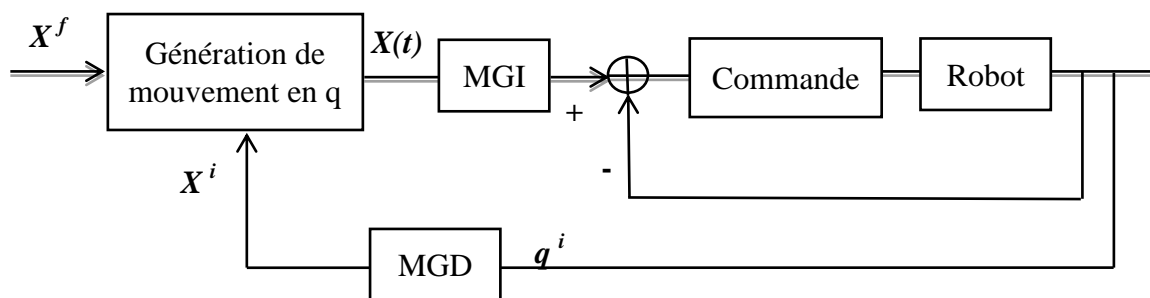 X^f
Génération de
mouvement en q
X(t)
MGI
+
-
Commande
Robot
X^i
MGD
q^i